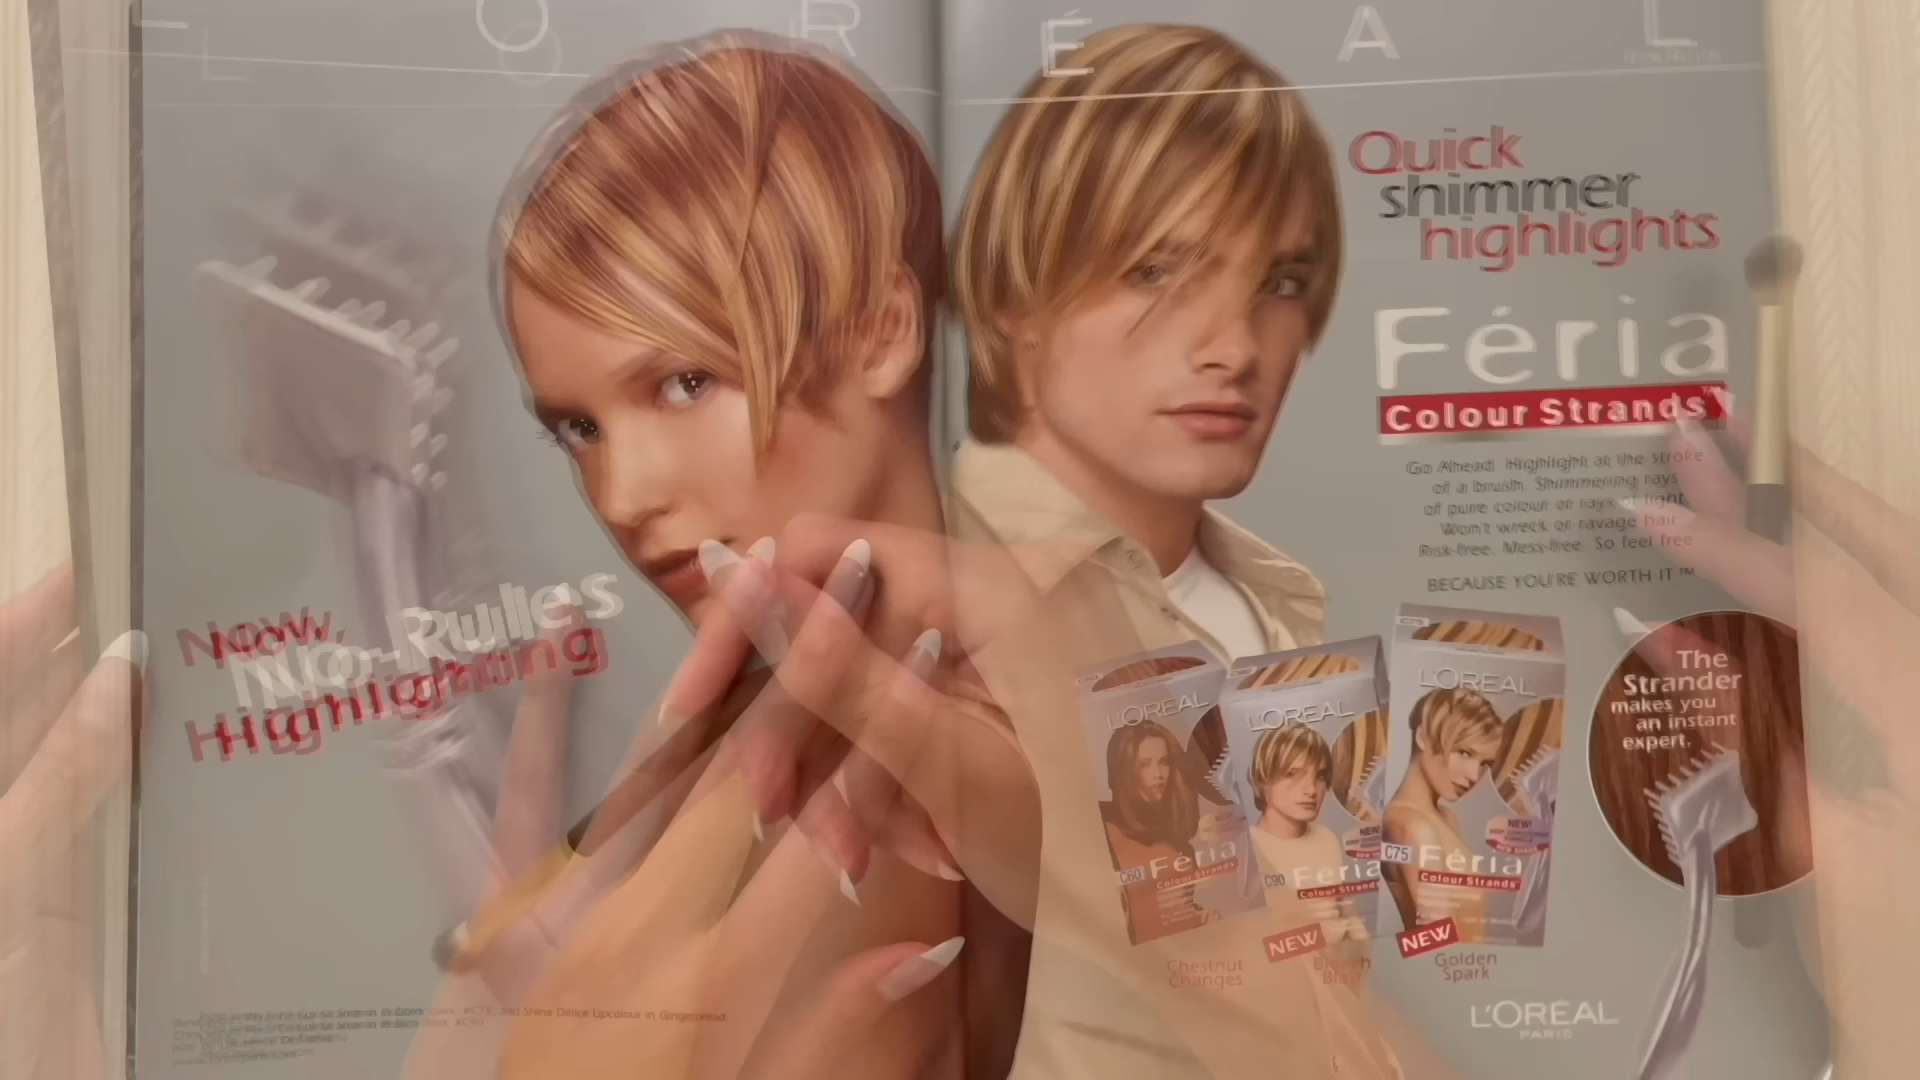 L'ORÉAL
Quick
shimmer
highlights
Féria
Colour Strands™
Go Ahead. Highlight at the stroke
of a brush. Shimmering rays
of pure colour or rays of light.
Won't wreck or ravage hair.
Risk-free. Mess-free. So feel free
BECAUSE YOU'RE WORTH IT™
Now,
No-Rules
Highlighting
The
Strander
makes you
an instant
expert.
L'ORÉAL
L'ORÉAL
L'ORÉAL
C60
Féria
Colour Strands
C90
Féria
Colour Strands
NEW!
C75
Féria
Colour Strands
NEW!
Chestnut
Changes
NEW
NEW
Golden
Spark
L'ORÉAL
PARIS